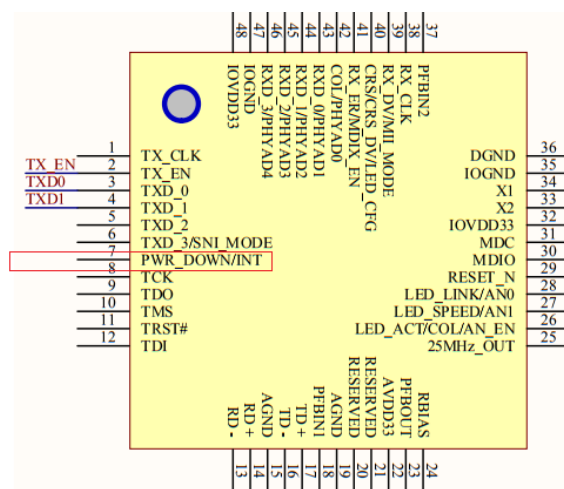 48
47
46
45
44
43
42
41
40
39
38
37
IOVDD33
IOGND
RXD_3/PHYAD4
RXD_2/PHYAD3
RXD_1/PHYAD2
RXD_0/PHYAD1
COL/PHYAD0
RX_ER/MDIX_EN
CRS/CRS_DV/LED_CFG
RX_DV/MII_MODE
RX_CLK
PFBIN2
1 TX_CLK
TX_EN 2 TX_EN
TXD0 3 TXD_0
TXD1 4 TXD_1
5 TXD_2
6 TXD_3/SNI_MODE
7 PWR_DOWN/INT
8 TCK
9 TDO
10 TMS
11 TRST#
12 TDI
DGND 36
IOGND 35
X1 34
X2 33
IOVDD33 32
MDC 31
MDIO 30
RESET_N 29
LED_LINK/AN0 28
LED_SPEED/AN1 27
LED_ACT/COL/AN_EN 26
25MHz_OUT 25
RD -
RD +
AGND
TD -
TD +
PFBIN1
AGND
RESERVED
RESERVED
AVDD33
PFBOUT
RBIAS
13
14
15
16
17
18
19
20
21
22
23
24